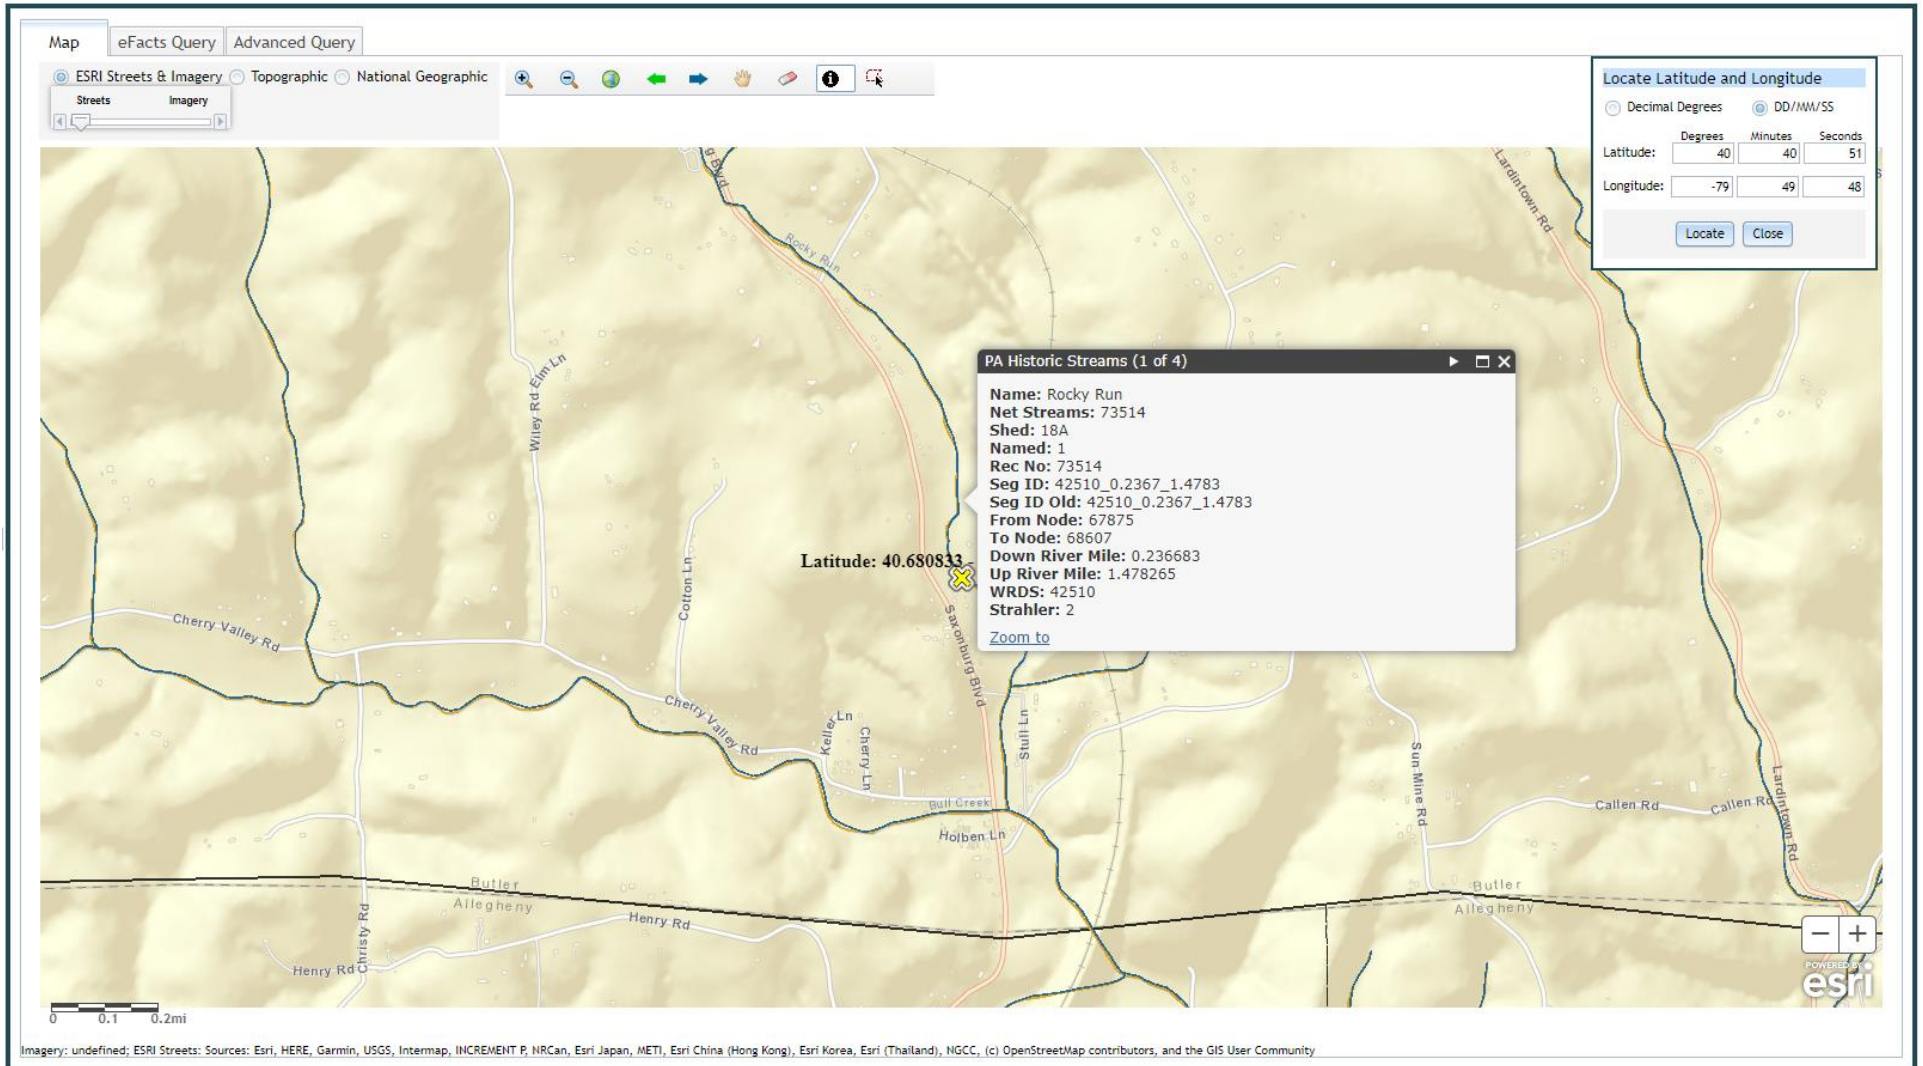 Map eFacts Query Advanced Query
ESRI Streets & Imagery Topographic National Geographic
Streets Imagery
Locate Latitude and Longitude
Decimal Degrees DD/MM/SS
Degrees Minutes Seconds
Latitude: 40 40 51
Longitude: -79 49 48
Locate Close
g Blvd
Lardintown Rd
Rocky Run
Wiley Rd
Elm Ln
PA Historic Streams (1 of 4)
Name: Rocky Run
Net Streams: 73514
Shed: 18A
Named: 1
Rec No: 73514
Seg ID: 42510_0.2367_1.4783
Seg ID Old: 42510_0.2367_1.4783
From Node: 67875
To Node: 68607
Down River Mile: 0.236683
Up River Mile: 1.478265
WRDS: 42510
Strahler: 2
Zoom to
Latitude: 40.680833
Cotton Ln
Cherry Valley Rd
Saxonburg Blvd
Cherry Valley Rd
Keller Ln
Cherry Ln
Stull Ln
Sun Mine Rd
Bull Creek
Holben Ln
Callen Rd
Callen Rd
Lardintown Rd
Butler
Allegheny
Butler
Allegheny
Henry Rd
Christy Rd
Henry Rd
POWERED BY
esri
0 0.1 0.2mi
Imagery: undefined; ESRI Streets: Sources: Esri, HERE, Garmin, USGS, Intermap, INCREMENT P, NRCan, Esri Japan, METI, Esri China (Hong Kong), Esri Korea, Esri (Thailand), NGCC, (c) OpenStreetMap contributors, and the GIS User Community